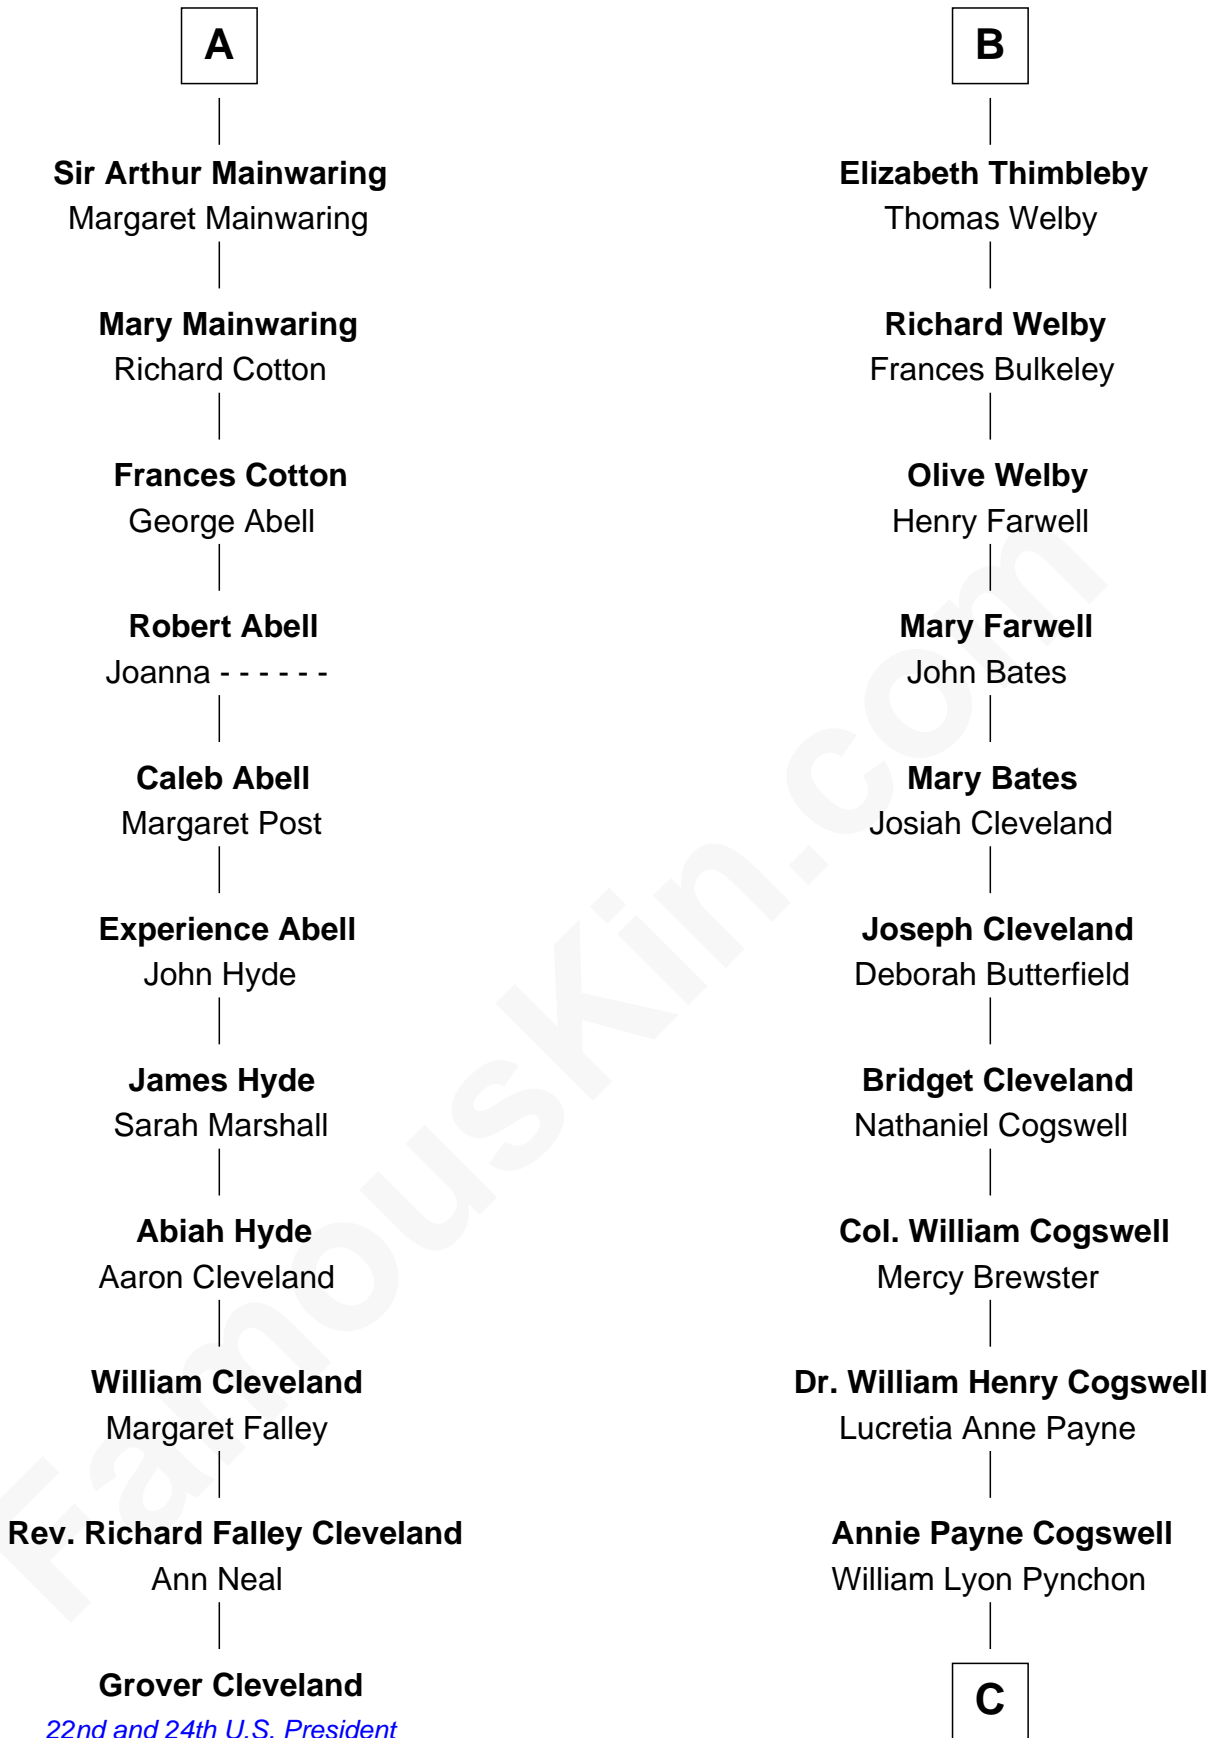 A
Sir Arthur Mainwaring
Margaret Mainwaring
Mary Mainwaring
Richard Cotton
Frances Cotton
George Abell
Robert Abell
Joanna - - - - - -
Caleb Abell
Margaret Post
Experience Abell
John Hyde
James Hyde
Sarah Marshall
Abiah Hyde
Aaron Cleveland
William Cleveland
Margaret Falley
Rev. Richard Falley Cleveland
Ann Neal
Grover Cleveland
22nd and 24th U.S. President
B
Elizabeth Thimbleby
Thomas Welby
Richard Welby
Frances Bulkeley
Olive Welby
Henry Farwell
Mary Farwell
John Bates
Mary Bates
Josiah Cleveland
Joseph Cleveland
Deborah Butterfield
Bridget Cleveland
Nathaniel Cogswell
Col. William Cogswell
Mercy Brewster
Dr. William Henry Cogswell
Lucretia Anne Payne
Annie Payne Cogswell
William Lyon Pynchon
C
FamousKin.com